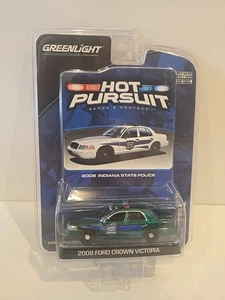 GREENLIGHT
HOT
PURSUIT
SERVE & PROTECT
2008 INDIANA STATE POLICE
2008 FORD CROWN VICTORIA